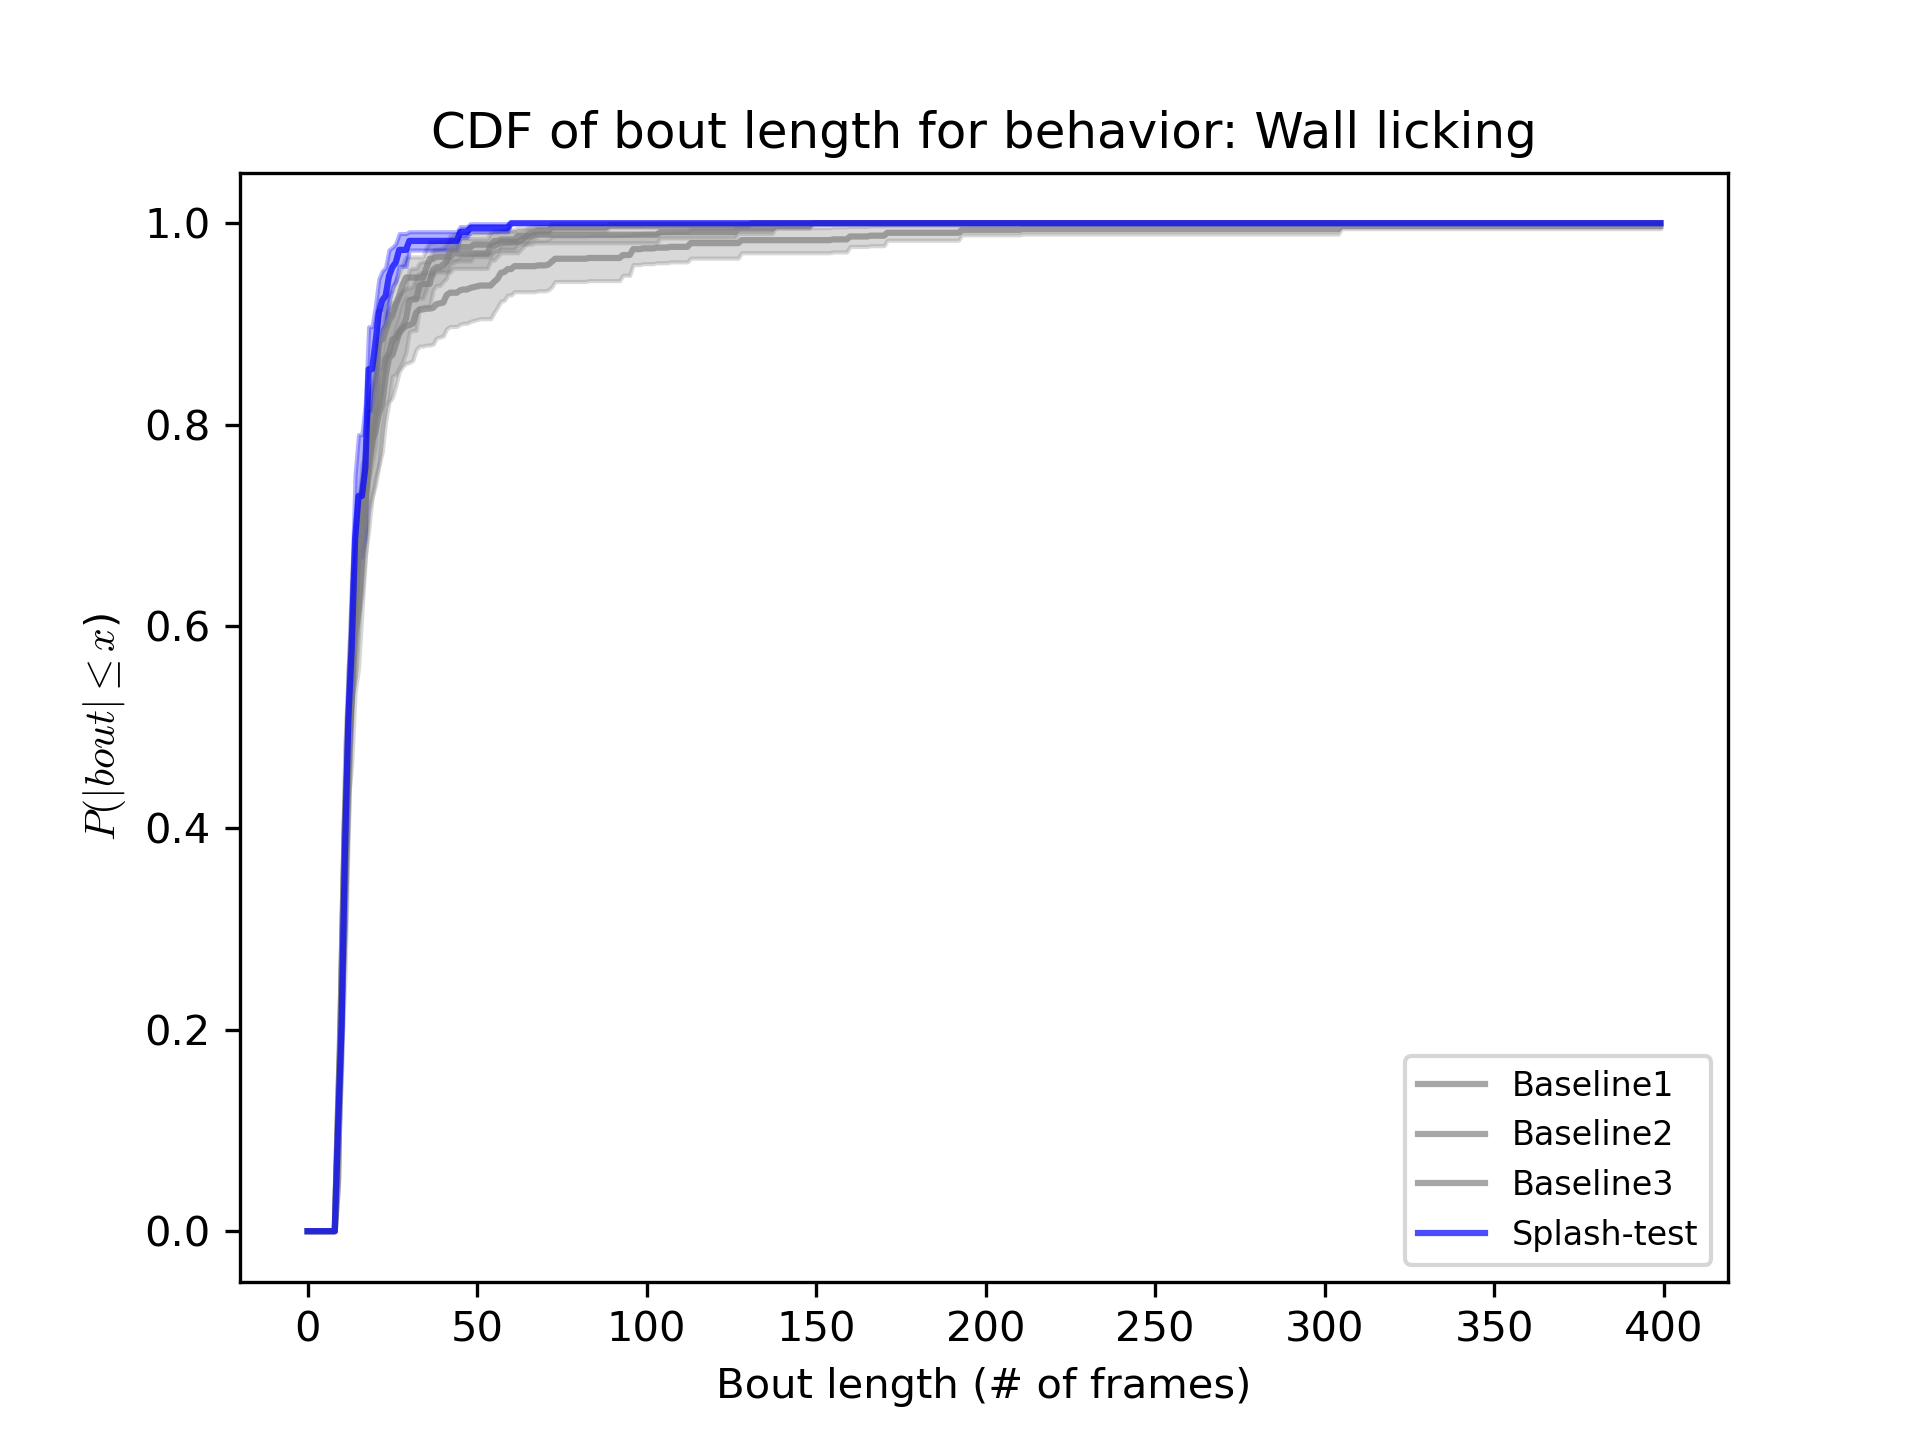 CDF of bout length for behavior: Wall licking
1.0
0.8
0.6
0.4
0.2
0.0
P(|bout| ≤ x)
0 50 100 150 200 250 300 350 400
Bout length (# of frames)
Baseline1
Baseline2
Baseline3
Splash-test